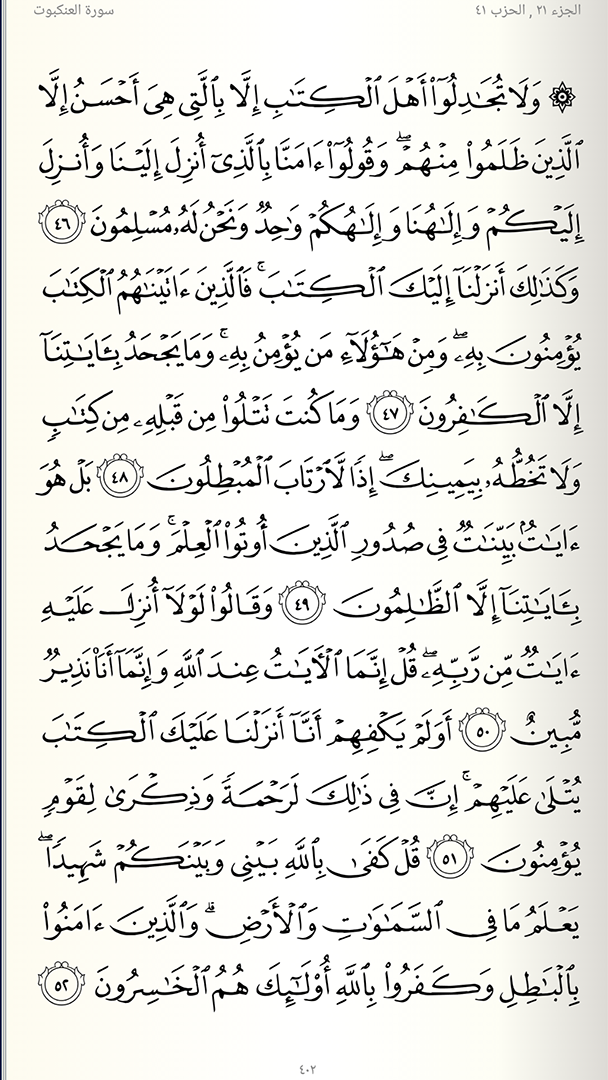 الجزء ٢١ , الحزب ٤١
سورة العنكبوت
۞ وَلَا تُجَٰدِلُوٓا۟ أَهْلَ ٱلْكِتَٰبِ إِلَّا بِٱلَّتِى هِىَ أَحْسَنُ إِلَّا
ٱلَّذِينَ ظَلَمُوا۟ مِنْهُمْ ۖ وَقُولُوٓا۟ ءَامَنَّا بِٱلَّذِىٓ أُنزِلَ إِلَيْنَا وَأُنزِلَ
إِلَيْكُمْ وَإِلَٰهُنَا وَإِلَٰهُكُمْ وَٰحِدٌ وَنَحْنُ لَهُۥ مُسْلِمُونَ ٤٦
وَكَذَٰلِكَ أَنزَلْنَآ إِلَيْكَ ٱلْكِتَٰبَ ۚ فَٱلَّذِينَ ءَاتَيْنَٰهُمُ ٱلْكِتَٰبَ
يُؤْمِنُونَ بِهِۦ ۖ وَمِنْ هَٰٓؤُلَآءِ مَن يُؤْمِنُ بِهِۦ ۚ وَمَا يَجْحَدُ بِـَٔايَٰتِنَآ
إِلَّا ٱلْكَٰفِرُونَ ٤٧ وَمَا كُنتَ تَتْلُوا۟ مِن قَبْلِهِۦ مِن كِتَٰبٍ
وَلَا تَخُطُّهُۥ بِيَمِينِكَ ۖ إِذًا لَّٱرْتَابَ ٱلْمُبْطِلُونَ ٤٨ بَلْ هُوَ
ءَايَٰتٌۢ بَيِّنَٰتٌ فِى صُدُورِ ٱلَّذِينَ أُوتُوا۟ ٱلْعِلْمَ ۚ وَمَا يَجْحَدُ
بِـَٔايَٰتِنَآ إِلَّا ٱلظَّٰلِمُونَ ٤٩ وَقَالُوا۟ لَوْلَآ أُنزِلَ عَلَيْهِ
ءَايَٰتٌ مِّن رَّبِّهِۦ ۖ قُلْ إِنَّمَا ٱلْـَٔايَٰتُ عِندَ ٱللَّهِ وَإِنَّمَآ أَنَا۠ نَذِيرٌ
مُّبِينٌ ٥٠ أَوَلَمْ يَكْفِهِمْ أَنَّآ أَنزَلْنَا عَلَيْكَ ٱلْكِتَٰبَ
يُتْلَىٰ عَلَيْهِمْ ۚ إِنَّ فِى ذَٰلِكَ لَرَحْمَةً وَذِكْرَىٰ لِقَوْمٍ
يُؤْمِنُونَ ٥١ قُلْ كَفَىٰ بِٱللَّهِ بَيْنِى وَبَيْنَكُمْ شَهِيدًا ۖ
يَعْلَمُ مَا فِى ٱلسَّمَٰوَٰتِ وَٱلْأَرْضِ ۗ وَٱلَّذِينَ ءَامَنُوا۟
بِٱلْبَٰطِلِ وَكَفَرُوا۟ بِٱللَّهِ أُو۟لَٰٓئِكَ هُمُ ٱلْخَٰسِرُونَ ٥٢
٤٠٢